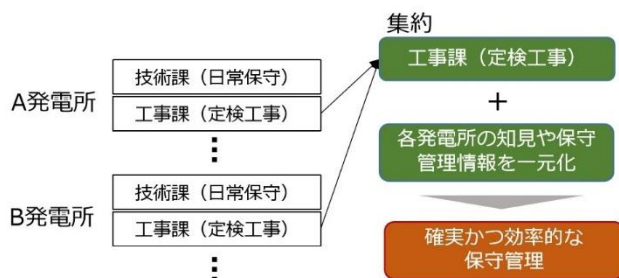 集約
工事課（定検工事）
+
各発電所の知見や保守
管理情報を一元化
確実かつ効率的な
保守管理
A発電所
技術課（日常保守）
工事課（定検工事）
⋮
B発電所
技術課（日常保守）
工事課（定検工事）
⋮